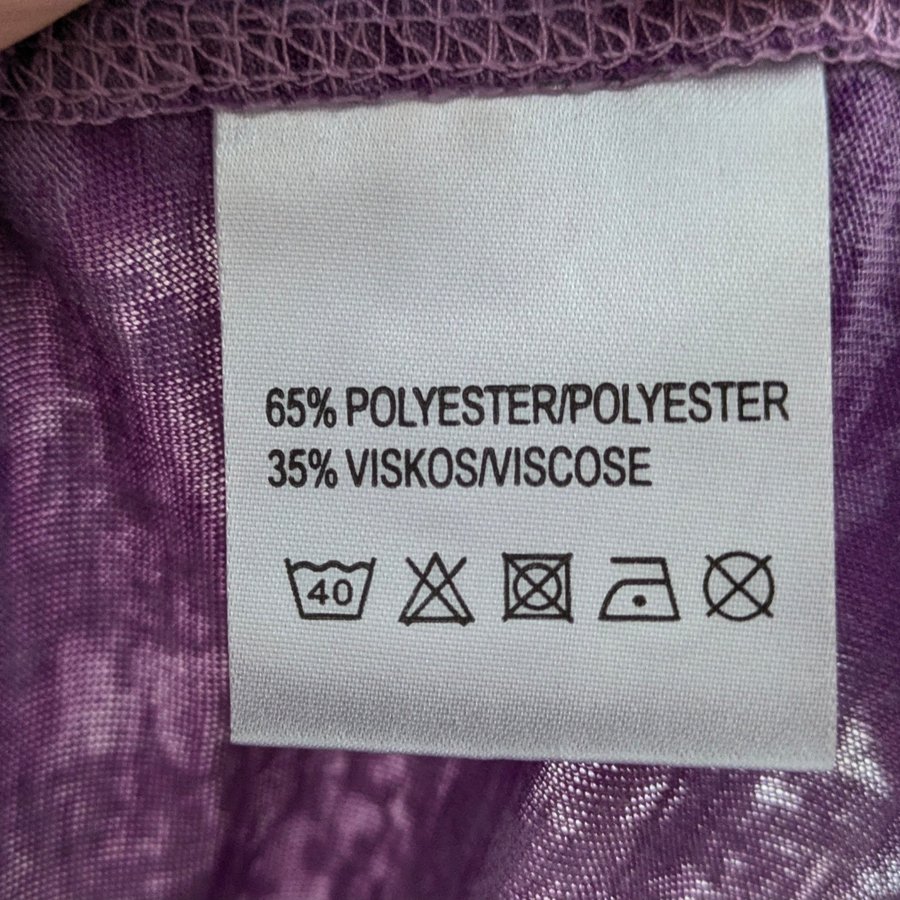 65% POLYESTER/POLYESTER
35% VISKOS/VISCOSE
40